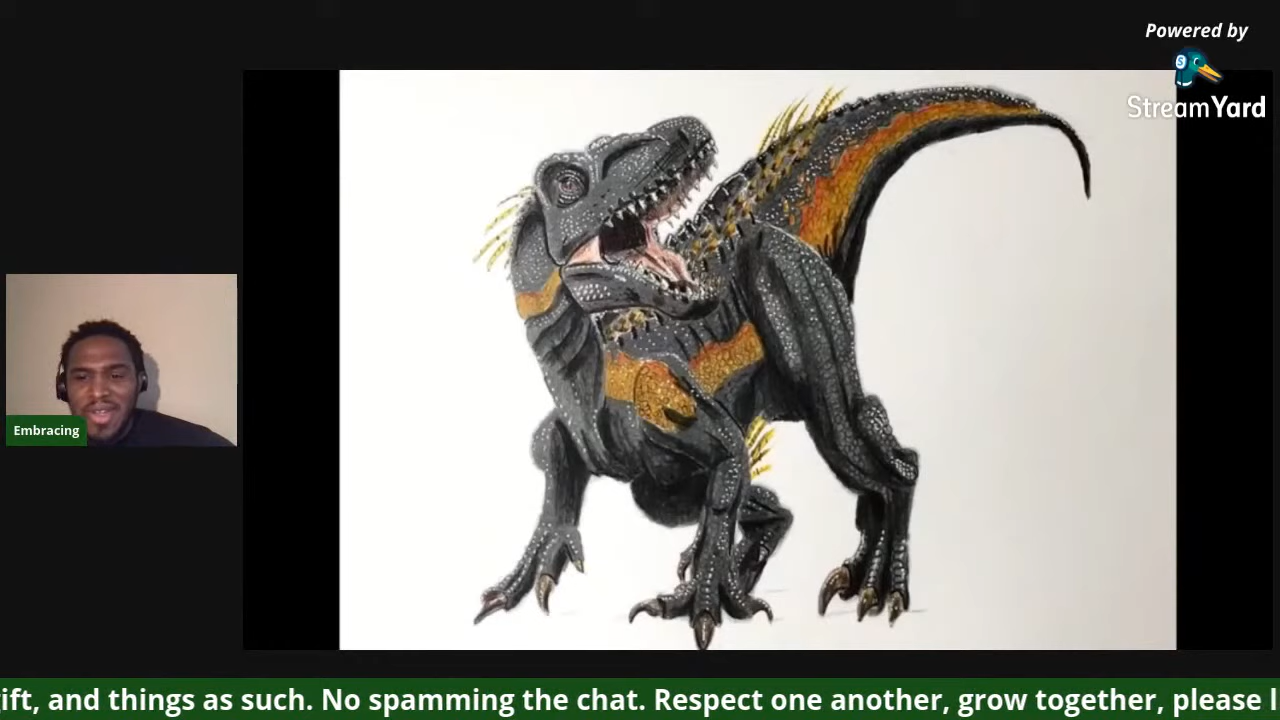 Powered by
StreamYard
Embracing
ift, and things as such. No spamming the chat. Respect one another, grow together, please l